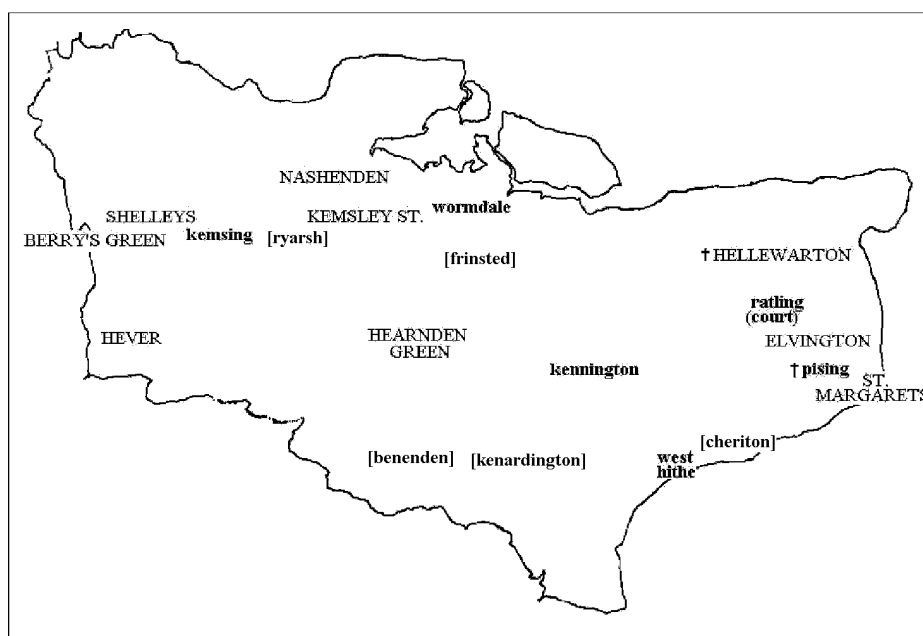 NASHENDEN
wormdale
SHELLEYS
KEMSLEY ST.
BERRY'S GREEN
kemsing
[ryarsh]
[frinsted]
†HELLEWARTON
ratling
(court)
HEVER
HEARNDEN
GREEN
ELVINGTON
kennington
†pising
ST.
MARGARETS
[cheriton]
[benenden]
[kenardington]
west
hithe